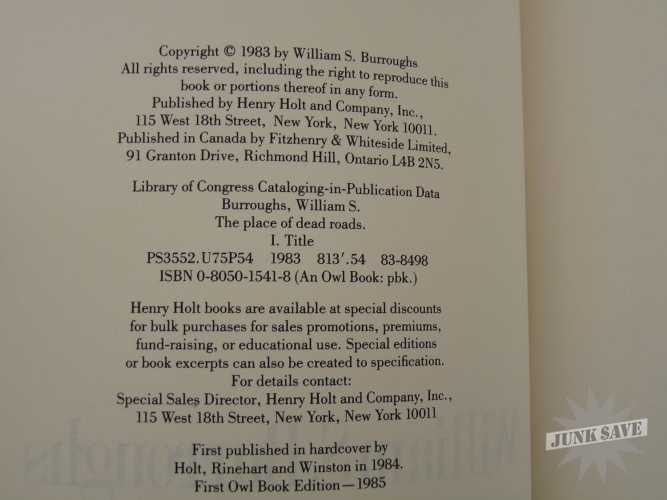 Copyright © 1983 by William S. Burroughs
All rights reserved, including the right to reproduce this
book or portions thereof in any form.
Published by Henry Holt and Company, Inc.,
115 West 18th Street, New York, New York 10011.
Published in Canada by Fitzhenry & Whiteside Limited,
91 Granton Drive, Richmond Hill, Ontario L4B 2N5.
Library of Congress Cataloging-in-Publication Data
Burroughs, William S.
The place of dead roads.
I. Title
PS3552.U75P54 1983 813′.54 83-8498
ISBN 0-8050-1541-8 (An Owl Book: pbk.)
Henry Holt books are available at special discounts
for bulk purchases for sales promotions, premiums,
fund-raising, or educational use. Special editions
or book excerpts can also be created to specification.
For details contact:
Special Sales Director, Henry Holt and Company, Inc.,
115 West 18th Street, New York, New York 10011
First published in hardcover by
Holt, Rinehart and Winston in 1984.
First Owl Book Edition—1985
JUNK SAVE